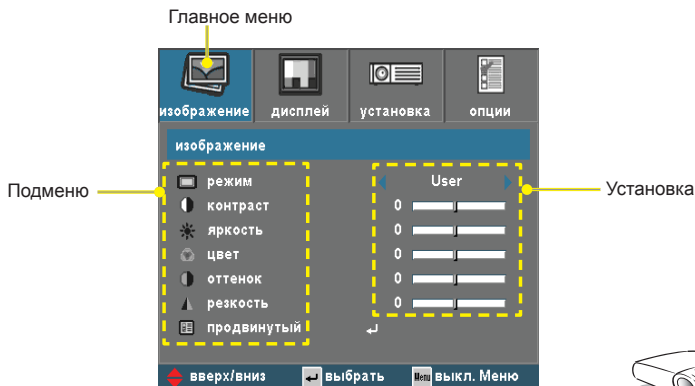 Главное меню
изображение дисплей установка опции
изображение
Подменю
Установка
режим User
контраст 0
яркость 0
цвет 0
оттенок 0
резкость 0
продвинутый
вверх/вниз выбрать Menu выкл. Меню